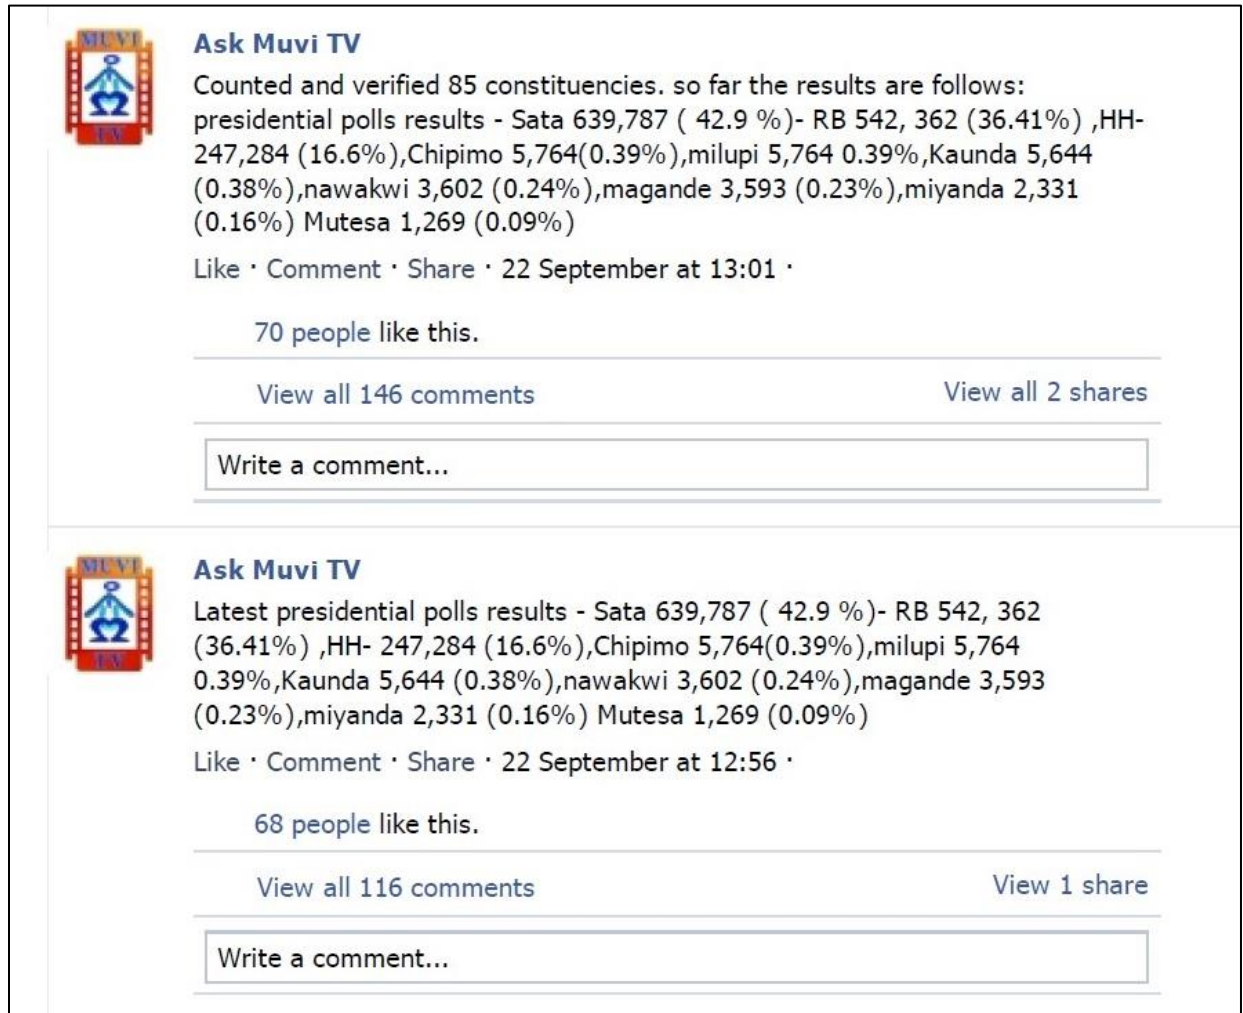 MUVI
TV
Ask Muvi TV
Counted and verified 85 constituencies. so far the results are follows:
presidential polls results - Sata 639,787 ( 42.9 %)- RB 542, 362 (36.41%) ,HH-
247,284 (16.6%),Chipimo 5,764(0.39%),milupi 5,764 0.39%,Kaunda 5,644
(0.38%),nawakwi 3,602 (0.24%),magande 3,593 (0.23%),miyanda 2,331
(0.16%) Mutesa 1,269 (0.09%)
Like · Comment · Share · 22 September at 13:01 ·
70 people like this.
View all 146 comments View all 2 shares
Write a comment...
MUVI
TV
Ask Muvi TV
Latest presidential polls results - Sata 639,787 ( 42.9 %)- RB 542, 362
(36.41%) ,HH- 247,284 (16.6%),Chipimo 5,764(0.39%),milupi 5,764
0.39%,Kaunda 5,644 (0.38%),nawakwi 3,602 (0.24%),magande 3,593
(0.23%),miyanda 2,331 (0.16%) Mutesa 1,269 (0.09%)
Like · Comment · Share · 22 September at 12:56 ·
68 people like this.
View all 116 comments View 1 share
Write a comment...